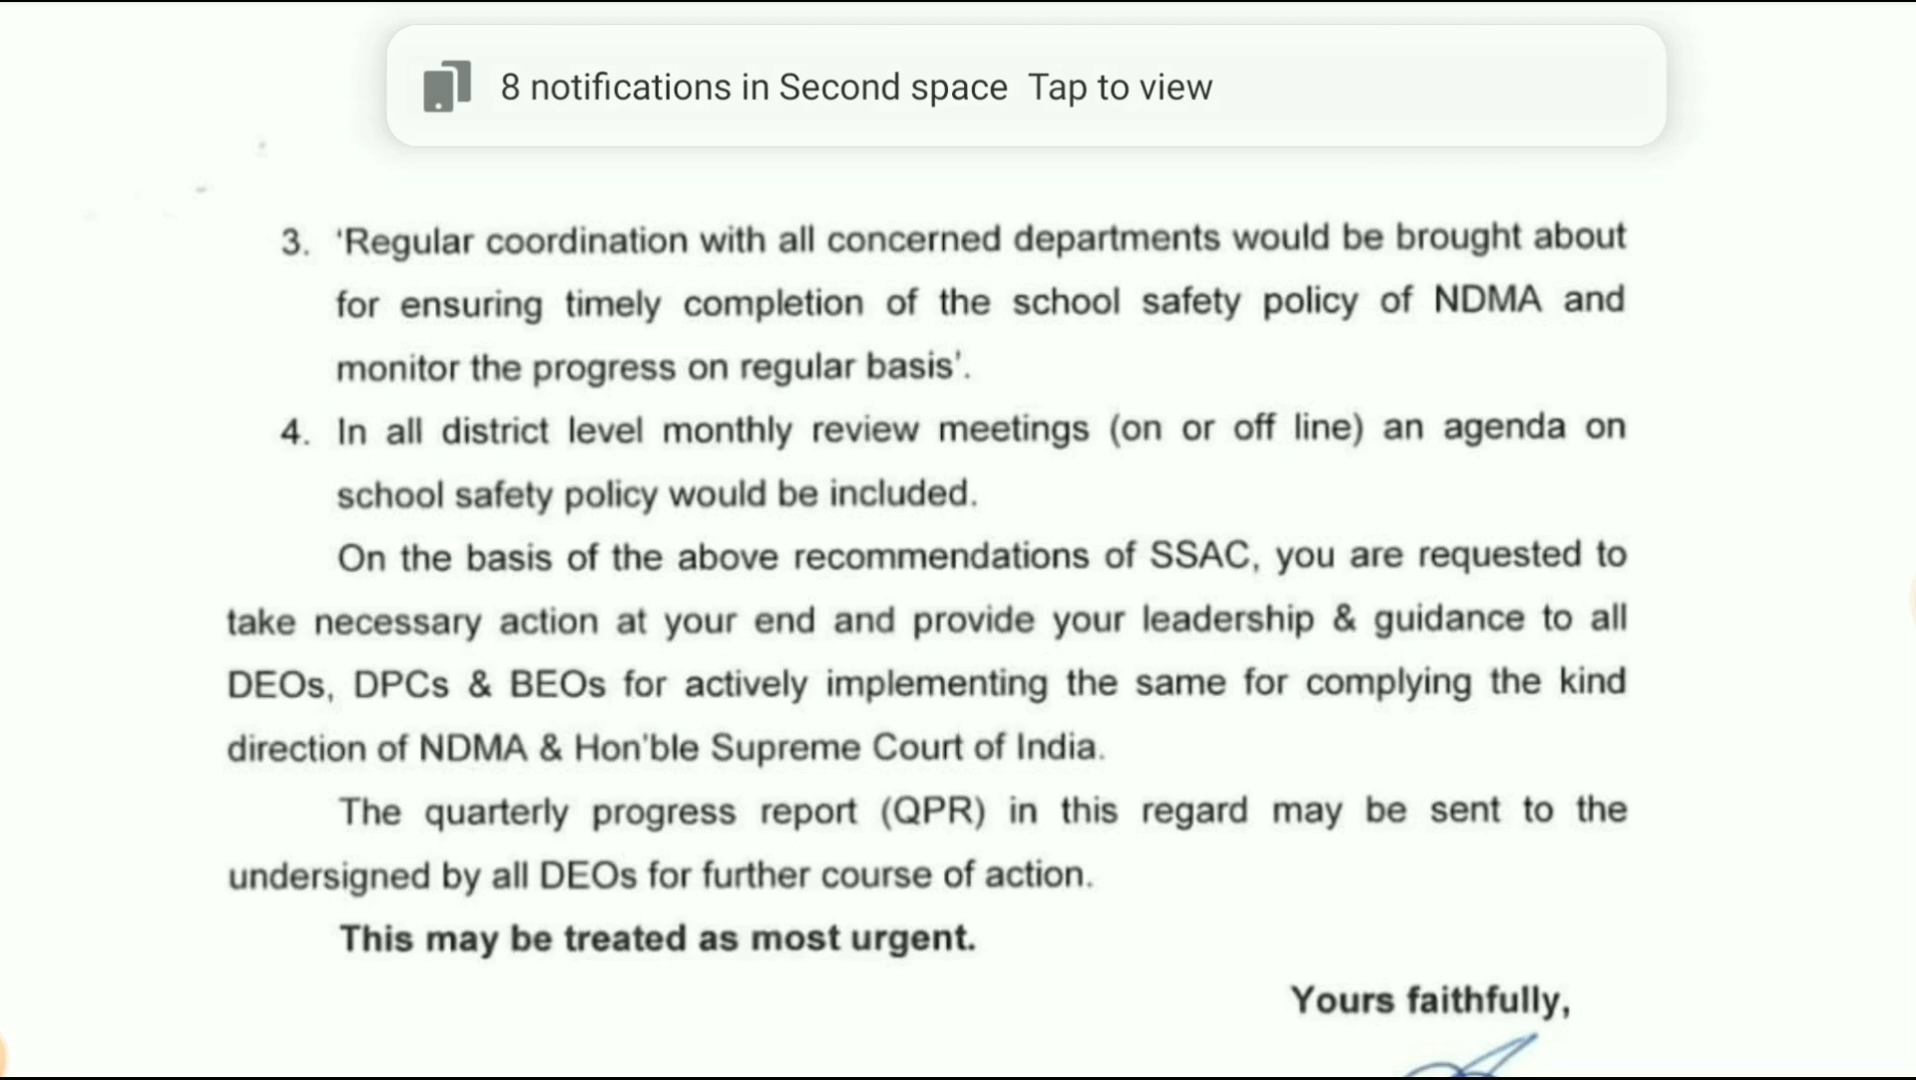 8 notifications in Second space Tap to view
3. 'Regular coordination with all concerned departments would be brought about
for ensuring timely completion of the school safety policy of NDMA and
monitor the progress on regular basis'.
4. In all district level monthly review meetings (on or off line) an agenda on
school safety policy would be included.
On the basis of the above recommendations of SSAC, you are requested to
take necessary action at your end and provide your leadership & guidance to all
DEOs, DPCs & BEOs for actively implementing the same for complying the kind
direction of NDMA & Hon'ble Supreme Court of India.
The quarterly progress report (QPR) in this regard may be sent to the
undersigned by all DEOs for further course of action.
This may be treated as most urgent.
Yours faithfully,